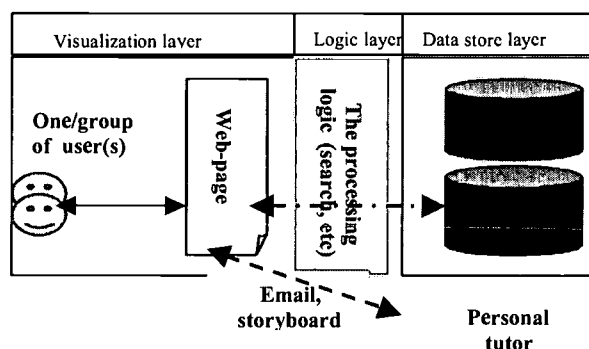 Visualization layer
Logic layer
Data store layer
One/group
of user(s)
Web-page
The processing
logic (search, etc)
Email,
storyboard
Personal
tutor